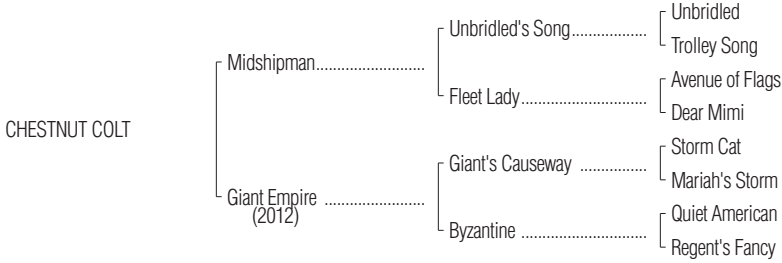 Unbridled
Unbridled's Song
Trolley Song
Midshipman
Avenue of Flags
Fleet Lady
Dear Mimi
CHESTNUT COLT
Storm Cat
Giant's Causeway
Mariah's Storm
Giant Empire
(2012)
Quiet American
Byzantine
Regent's Fancy